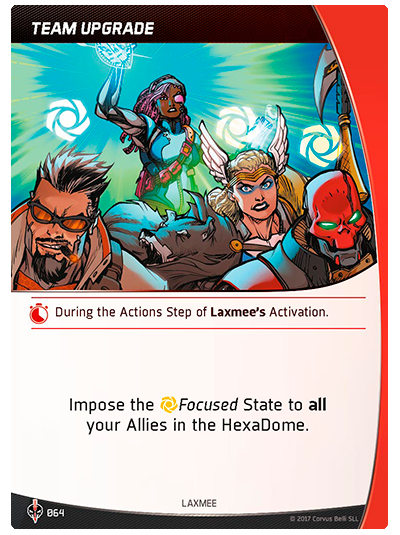 TEAM UPGRADE
During the Actions Step of Laxmee's Activation.
Impose the Focused State to all
your Allies in the HexaDome.
LAXMEE
064
© 2017 Corvus Belli SLL